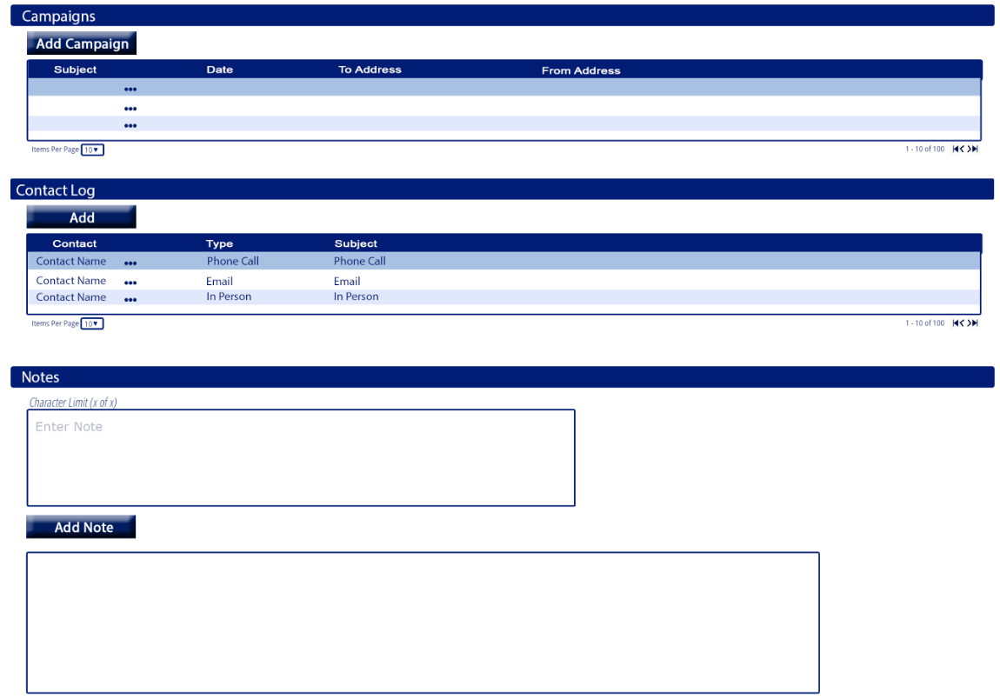 Campaigns
Add Campaign
Subject Date To Address From Address
•••
•••
•••
Items Per Page 10▼ 1 - 10 of 100
Contact Log
Add
Contact Type Subject
Contact Name ••• Phone Call Phone Call
Contact Name ••• Email Email
Contact Name ••• In Person In Person
Items Per Page 10▼ 1 - 10 of 100
Notes
Character Limit (x of x)
Enter Note
Add Note